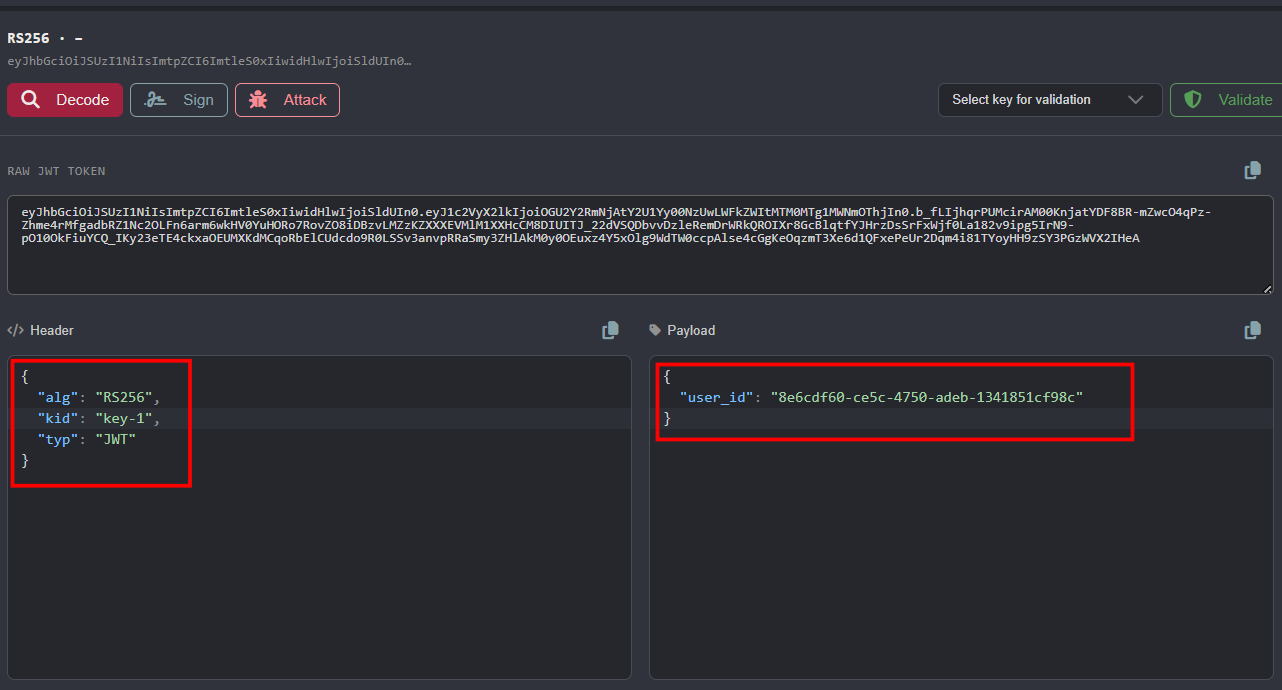 RS256 · –
eyJhbGciOiJSUzI1NiIsImtpZCI6ImtleS0xIiwidHlwIjoiSldUIn0…
Decode
Sign
Attack
Select key for validation
Validate
RAW JWT TOKEN
eyJhbGciOiJSUzI1NiIsImtpZCI6ImtleS0xIiwidHlwIjoiSldUIn0.eyJ1c2VyX2lkIjoiOGU2Y2RmNjAtY2U1Yy00NzUwLWFkZWItMTM0MTg1MWNmOThjIn0.b_fLIjhqrPUMcirAM00KnjatYDF8BR-mZwcO4qPz-
Zhme4rMfgadbRZ1Nc2OLFn6arm6wkHV0YuHORo7RovZO8iDBzvLMZzKZXXXEVMlM1XXHcCM8DIUITJ_22dVSQDbvvDzleRemDrWRkQROIXr8GcBlqtfYJHrzDsSrFxWjf0La182v9ipg5IrN9-
pO10OkFiuYCQ_IKy23eTE4ckxaOEUMXKdMCqoRbElCUdcdo9R0LSSv3anvpRRaSmy3ZHlAkM0y0OEuxz4Y5xOlg9WdTW0ccpAlse4cGgKeOqzmT3Xe6d1QFxePeUr2Dqm4i81TYoyHH9zSY3PGzWVX2IHeA
</> Header
Payload
{
"alg": "RS256",
"kid": "key-1",
"typ": "JWT"
}
{
"user_id": "8e6cdf60-ce5c-4750-adeb-1341851cf98c"
}